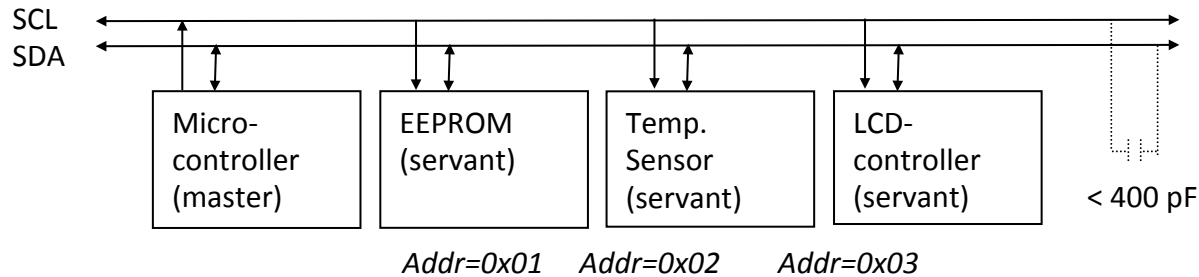 SCL
SDA
Micro-
controller
(master)
EEPROM
(servant)
Temp.
Sensor
(servant)
LCD-
controller
(servant)
< 400 pF
Addr=0x01
Addr=0x02
Addr=0x03